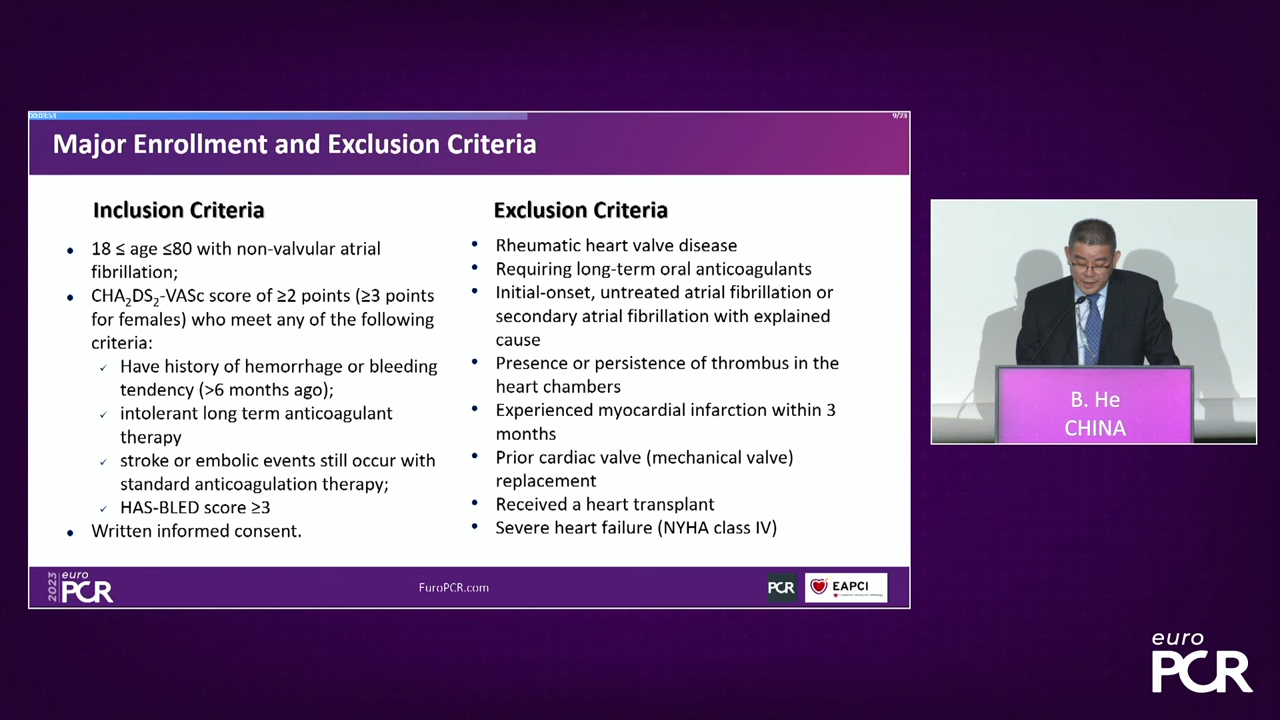 00:03:53
9/23
Major Enrollment and Exclusion Criteria
Inclusion Criteria
• 18 ≤ age ≤80 with non-valvular atrial
fibrillation;
• CHA₂DS₂-VASc score of ≥2 points (≥3 points
for females) who meet any of the following
criteria:
✓ Have history of hemorrhage or bleeding
tendency (>6 months ago);
✓ intolerant long term anticoagulant
therapy
✓ stroke or embolic events still occur with
standard anticoagulation therapy;
✓ HAS-BLED score ≥3
• Written informed consent.
Exclusion Criteria
• Rheumatic heart valve disease
• Requiring long-term oral anticoagulants
• Initial-onset, untreated atrial fibrillation or
secondary atrial fibrillation with explained
cause
• Presence or persistence of thrombus in the
heart chambers
• Experienced myocardial infarction within 3
months
• Prior cardiac valve (mechanical valve)
replacement
• Received a heart transplant
• Severe heart failure (NYHA class IV)
2023
euro
PCR
EuroPCR.com
PCR
EAPCI
B. He
CHINA
euro
PCR